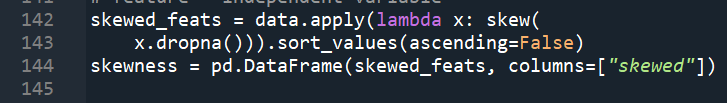 141 # feature - independent variable
142 skewed_feats = data.apply(lambda x: skew(
143     x.dropna())).sort_values(ascending=False)
144 skewness = pd.DataFrame(skewed_feats, columns=["skewed"])
145